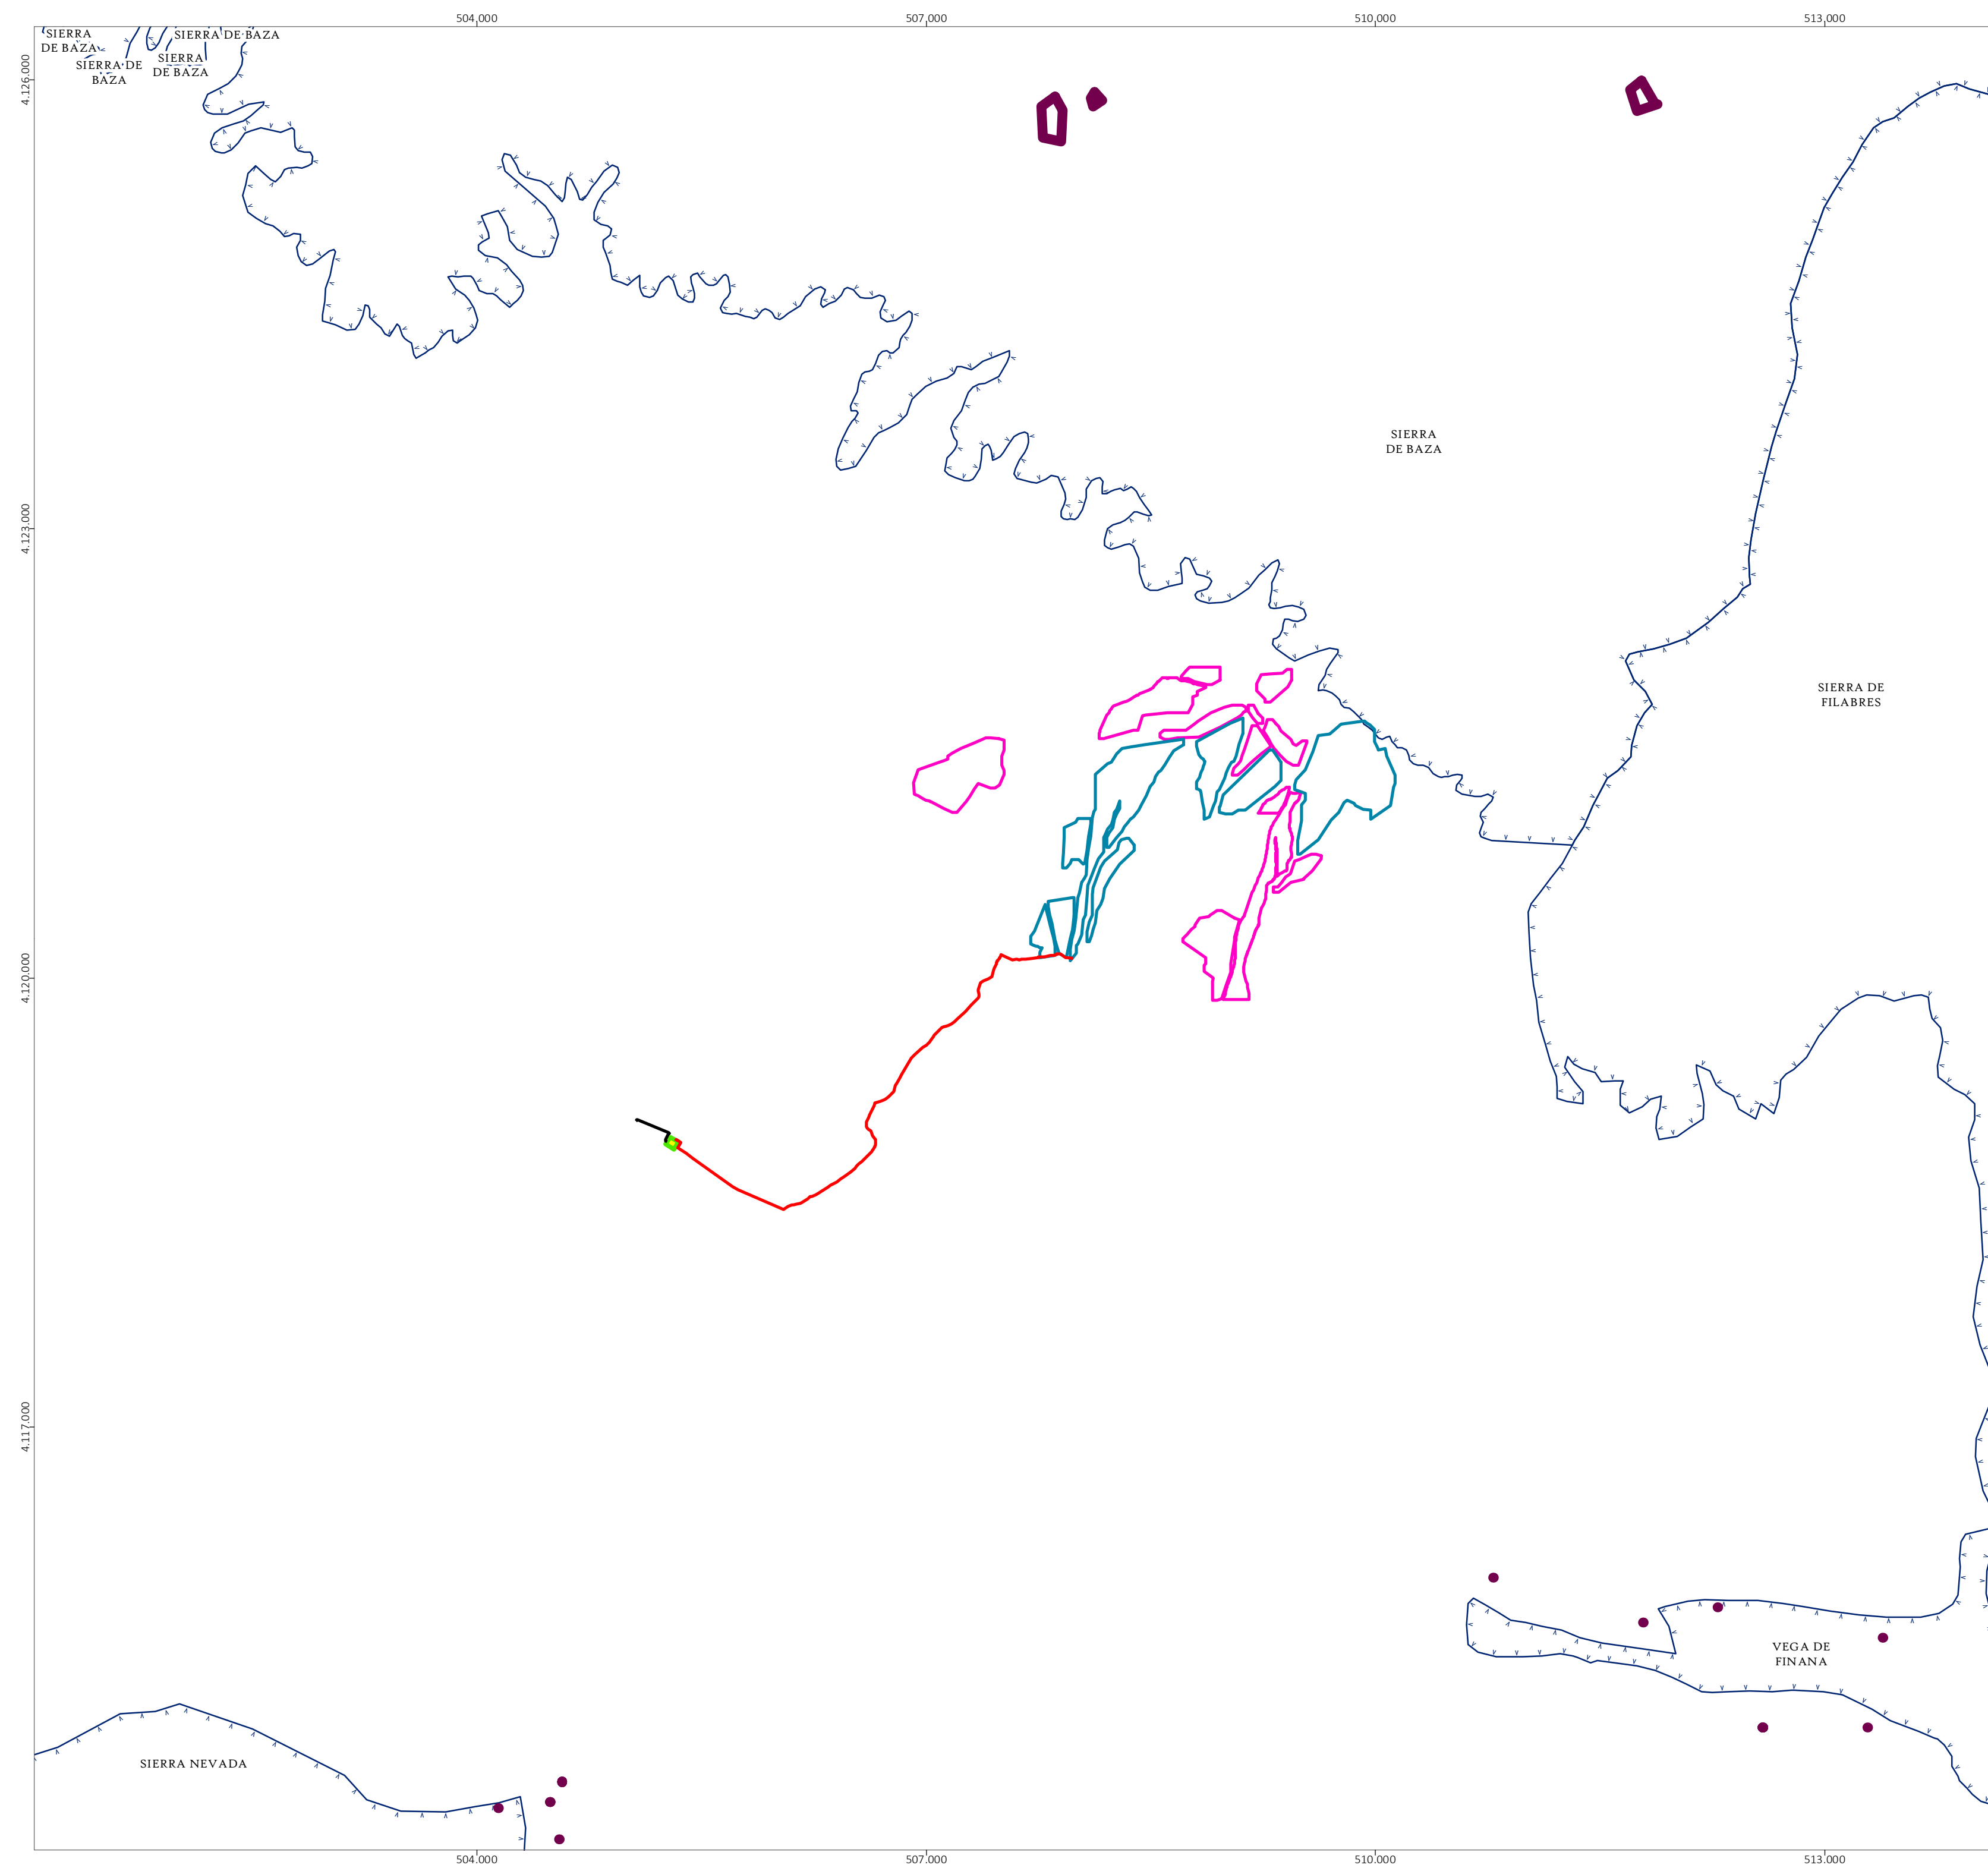 504.000
507.000
510.000
513.000
4.126.000
4.123.000
4.120.000
4.117.000
SIERRA
DE BAZA
SIERRA DE BAZA
SIERRA DE
BAZA
SIERRA
DE BAZA
SIERRA
DE BAZA
SIERRA DE
FILABRES
VEGA DE
FINANA
SIERRA NEVADA
504.000
507.000
510.000
513.000